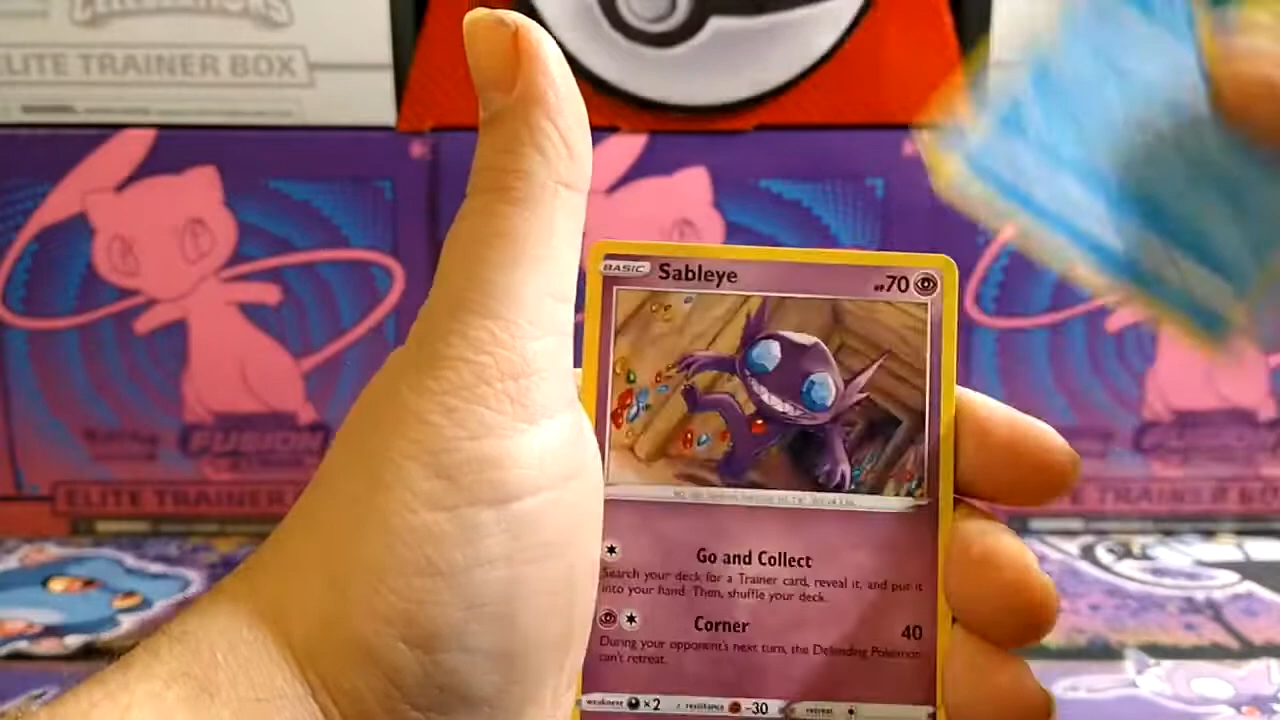 CELEBRATIONS
ELITE TRAINER BOX
BASIC Sableye HP70
FUSION
ELITE TRAINER
ELITE TRAINER BO
Go and Collect
Search your deck for a Trainer card, reveal it, and put it
into your hand. Then, shuffle your deck.
Corner 40
During your opponent's next turn, the Defending Pokémon
can't retreat.
weakness ×2 resistance -30 retreat